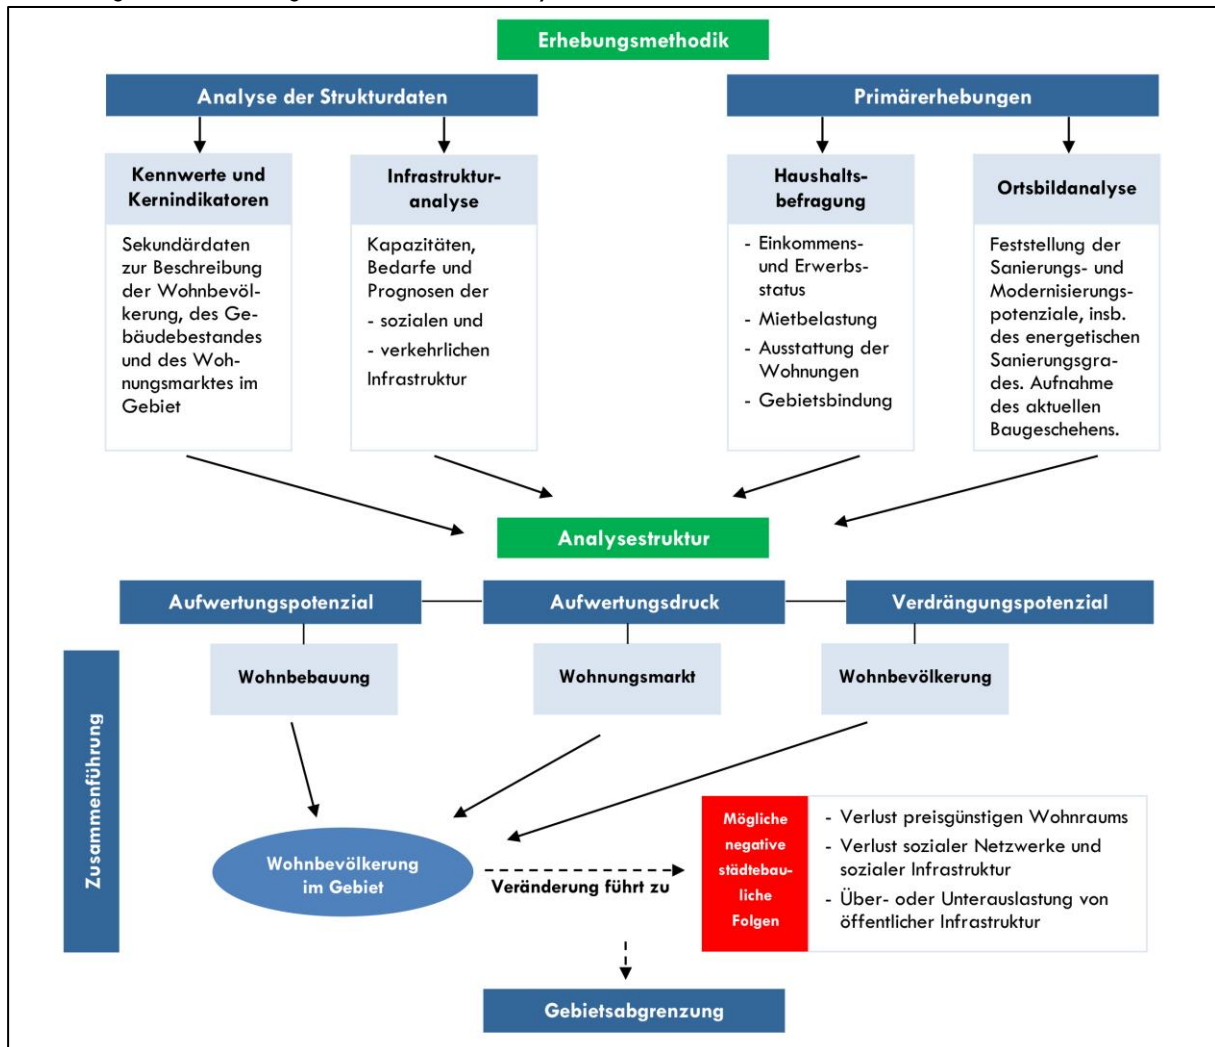 Erhebungsmethodik
Analyse der Strukturdaten
Primärerhebungen
Kennwerte und
Kernindikatoren
Sekundärdaten
zur Beschreibung
der Wohnbevöl-
kerung, des Ge-
bäudebestandes
und des Woh-
nungsmarktes im
Gebiet
Infrastruktur-
analyse
Kapazitäten,
Bedarfe und
Prognosen der
- sozialen und
- verkehrlichen
Infrastruktur
Haushalts-
befragung
- Einkommens-
und Erwerbs-
status
- Mietbelastung
- Ausstattung der
Wohnungen
- Gebietsbindung
Ortsbildanalyse
Feststellung der
Sanierungs- und
Modernisierungs-
potenziale, insb.
des energetischen
Sanierungsgra-
des. Aufnahme
des aktuellen
Baugeschehens.
Analysestruktur
Aufwertungspotenzial
Aufwertungsdruck
Verdrängungspotenzial
Wohnbebauung
Wohnungsmarkt
Wohnbevölkerung
Zusammenführung
Wohnbevölkerung
im Gebiet
Veränderung führt zu
Mögliche
negative
städtebau-
liche
Folgen
- Verlust preisgünstigen Wohnraums
- Verlust sozialer Netzwerke und
sozialer Infrastruktur
- Über- oder Unterauslastung von
öffentlicher Infrastruktur
Gebietsabgrenzung